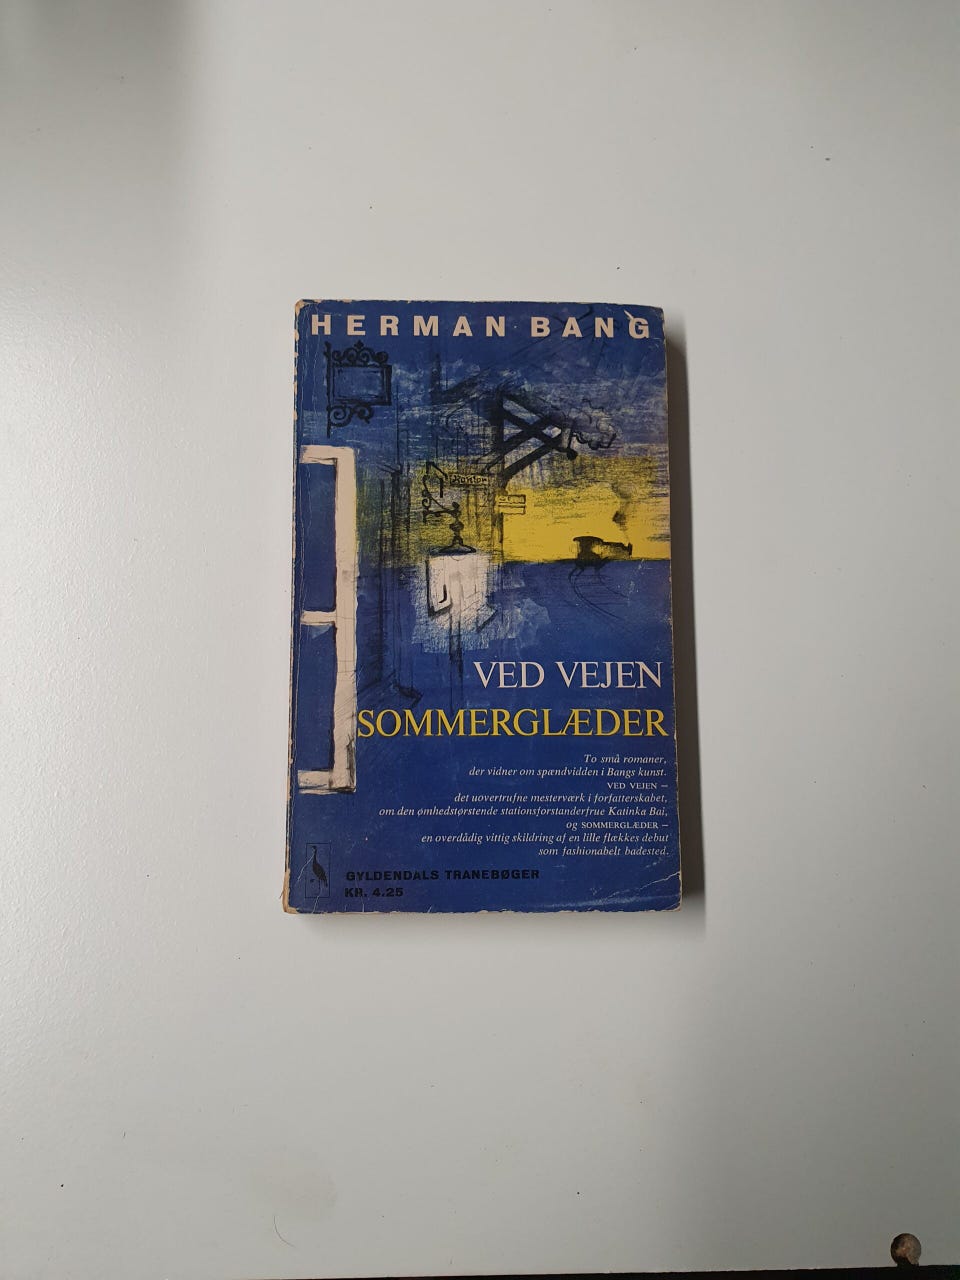 HERMAN BANG
VED VEJEN
SOMMERGLÆDER
To små romaner,
der vidner om spændvidden i Bangs kunst.
VED VEJEN –
det uovertrufne mesterværk i forfatterskabet,
om den ømhedstørstende stationsforstanderfrue Katinka Bai,
og SOMMERGLÆDER –
en overdådig vittig skildring af en lille flækkes debut
som fashionabelt badested.
GYLDENDALS TRANEBØGER
KR. 4.25